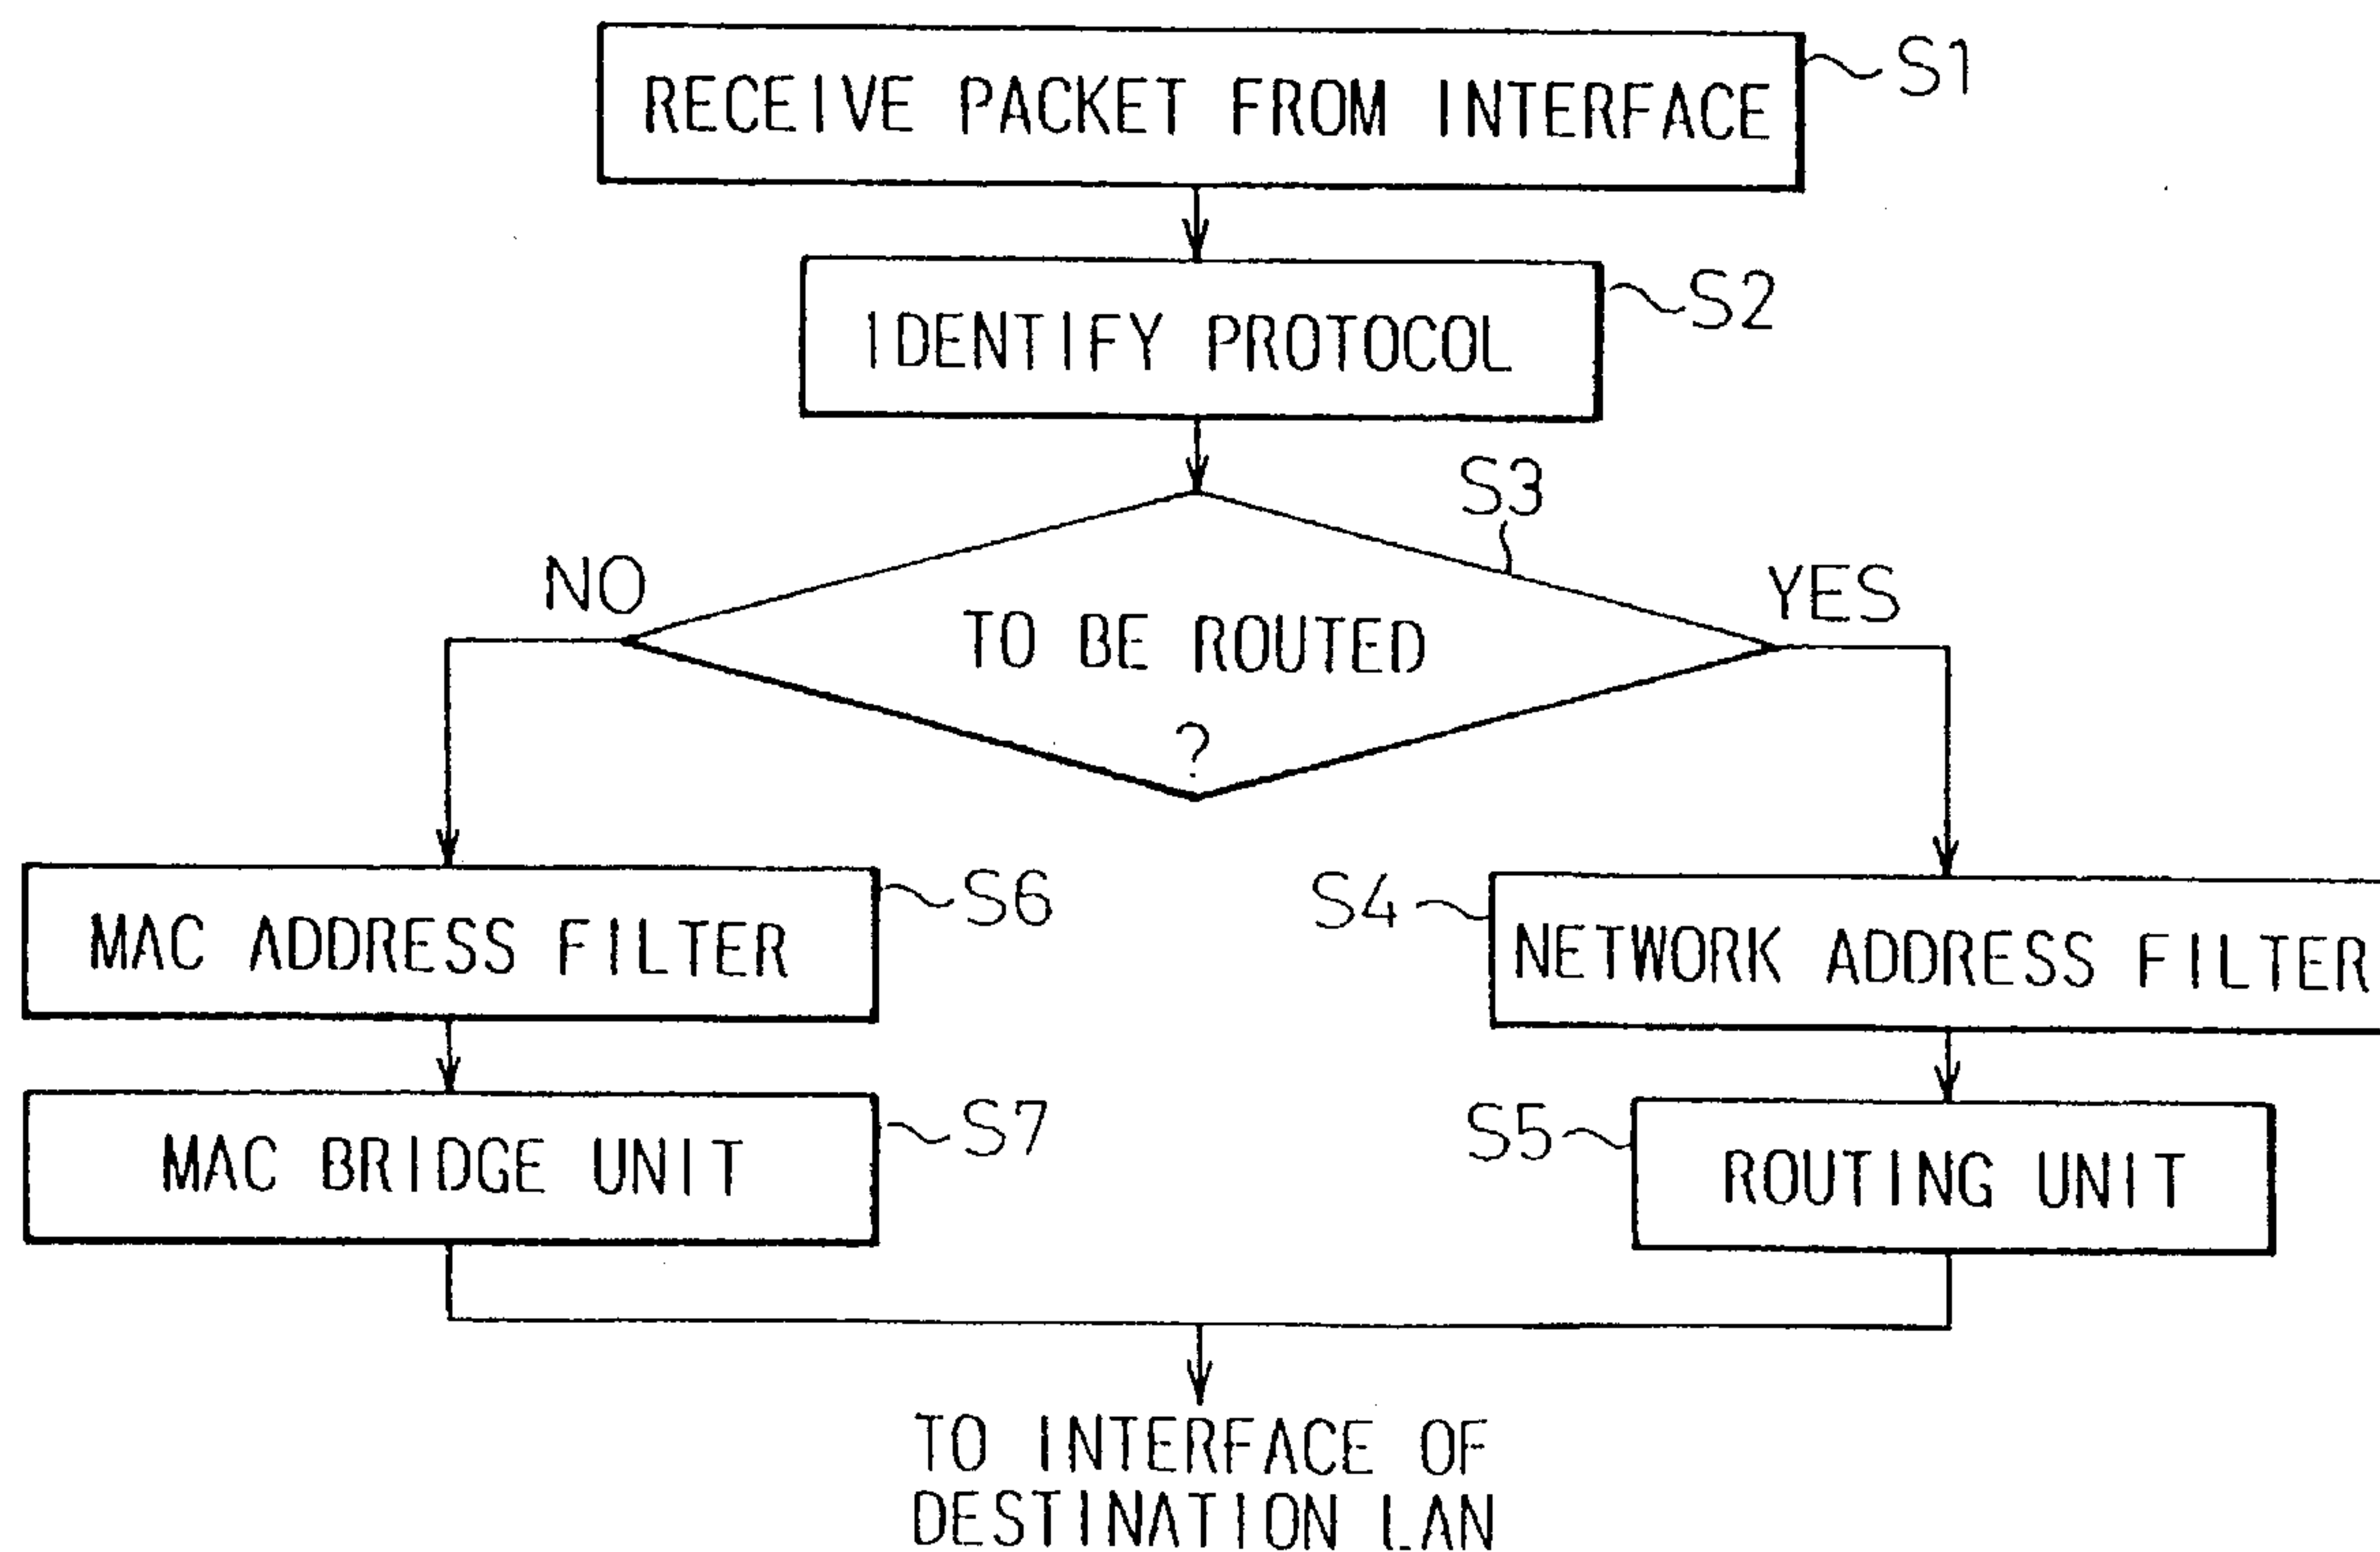 RECEIVE PACKET FROM INTERFACE
S1
IDENTIFY PROTOCOL
S2
S3
NO
YES
TO BE ROUTED
?
S6
S4
MAC ADDRESS FILTER
NETWORK ADDRESS FILTER
S7
S5
MAC BRIDGE UNIT
ROUTING UNIT
TO INTERFACE OF
DESTINATION LAN